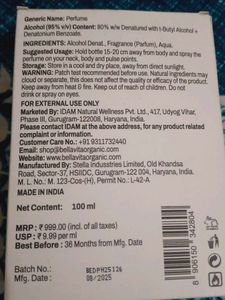 Generic Name: Perfume
Alcohol (95% v/v) Content: 80% w/w Denatured with t-Butyl Alcohol +
Denatonium Benzoate.
INGREDIENTS: Alcohol Denat., Fragrance (Parfum), Aqua.
Suggested Use: Hold bottle 15-20 cm away from body and spray the
perfume on your neck, body and pulse points.
Storage: Store in a cool and dry place, away from direct sunlight.
WARNING: Patch test recommended before use. Natural ingredients may
cloud or separate, this does not affect the quality or efficacy of the product.
Keep away from heat & fire. Keep out of reach of children. Do not
drink or spray on eyes.
FOR EXTERNAL USE ONLY
Marketed by: IDAM Natural Wellness Pvt. Ltd., 417, Udyog Vihar,
Phase III, Gurugram-122008, Haryana, India.
Please contact IDAM at the above address, for any product related
complaint or information.
Customer Care No.: +91 9311732440
Email: shop@bellavitaorganic.com
www.bellavitaorganic.com
Manufactured By: Stella Indusstries Limited, Old Khandsa
Road, Sector-37, HSIIDC, Gurugram-122 004, Haryana, India.
M. L. No.: M. 123-Cos-(H), Permit No.: L-42-A
MADE IN INDIA
Net Content: 100 ml
MRP : ₹ 999.00 (incl. of all taxes)
USP : ₹ 9.99 per ml
Best Before: 36 Months from Mfg. Date
Batch No: BEDPM25126
Mfg. Date: 08/2025
8 906150 342804